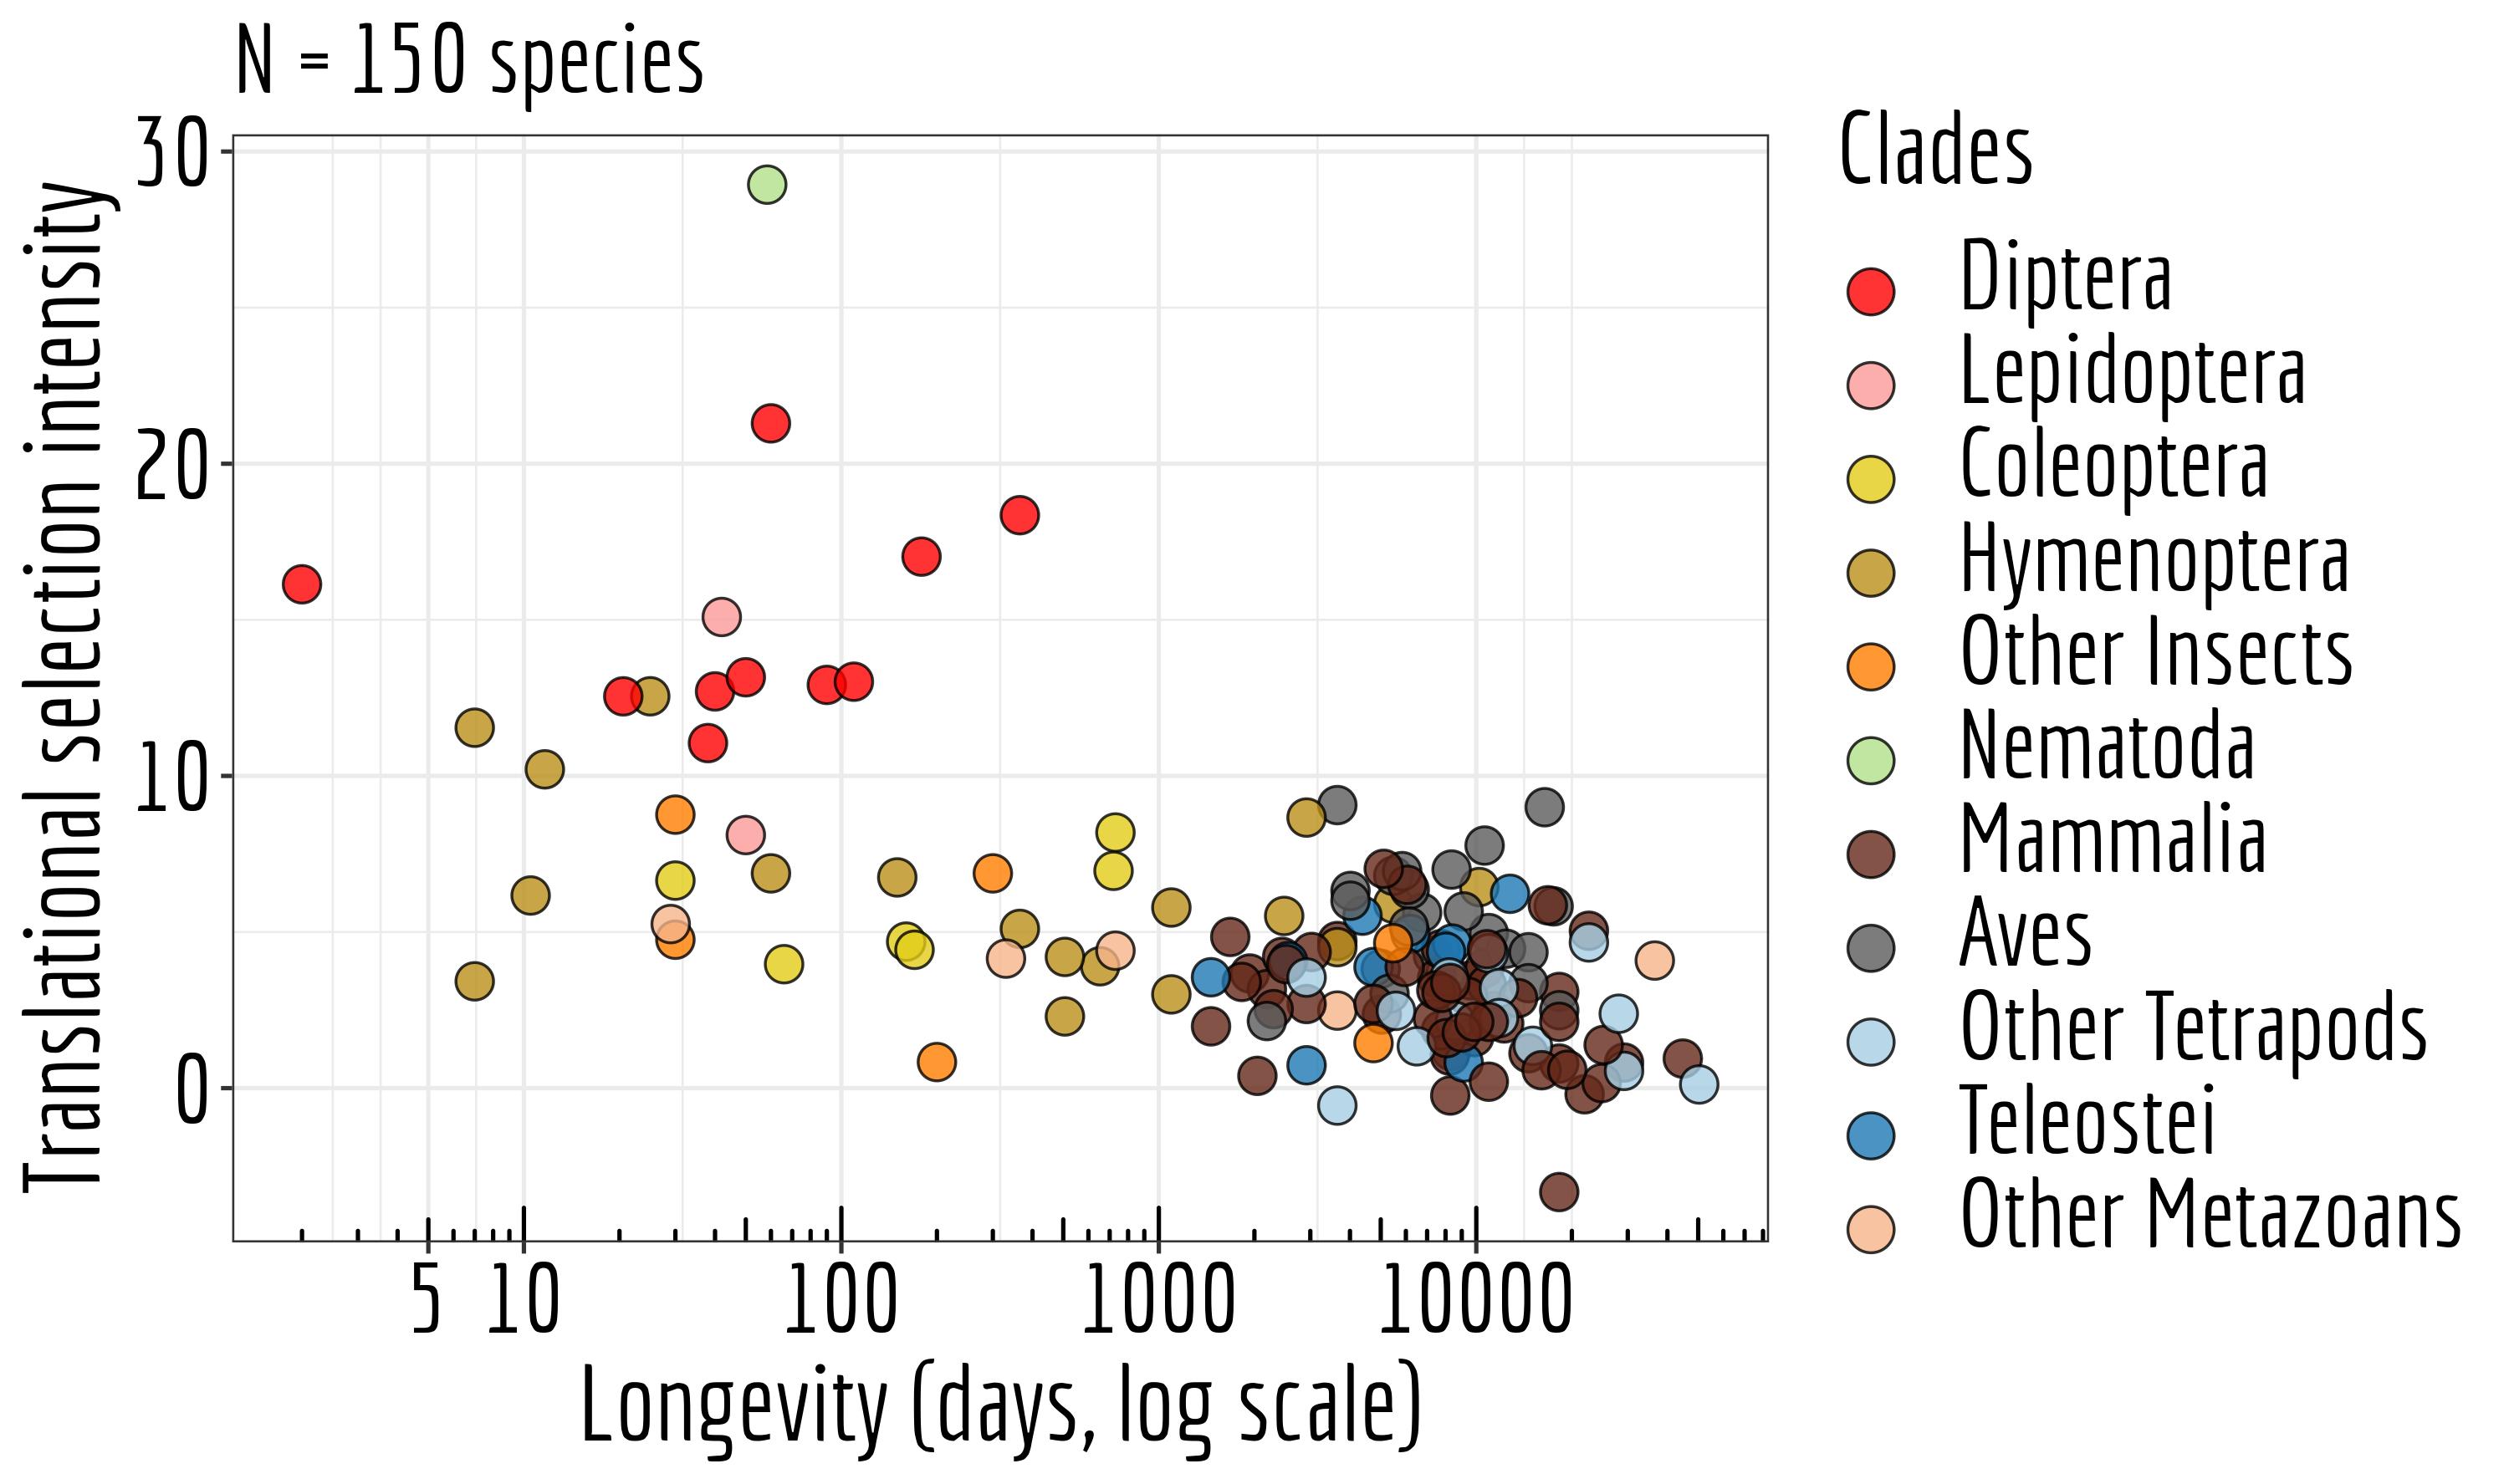 N = 150 species
Translational selection intensity
30
20
10
0
5 10 100 1000 10000
Longevity (days, log scale)
Clades
Diptera
Lepidoptera
Coleoptera
Hymenoptera
Other Insects
Nematoda
Mammalia
Aves
Other Tetrapods
Teleostei
Other Metazoans